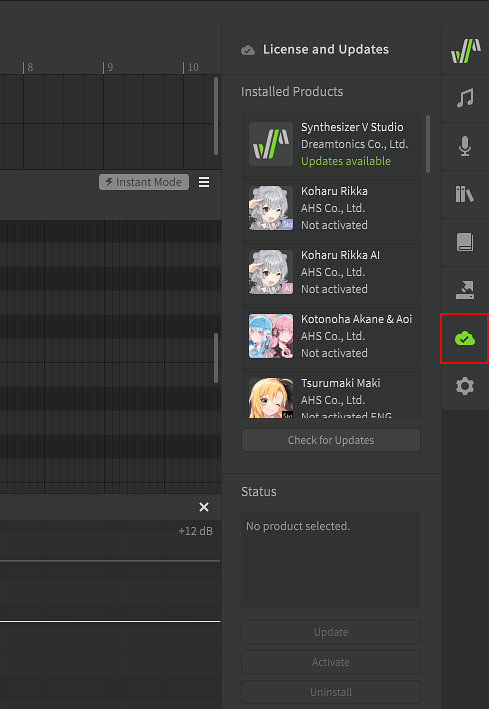 8
9
10
Instant Mode
+12 dB
License and Updates
Installed Products
Synthesizer V Studio
Dreamtonics Co., Ltd.
Updates available
Koharu Rikka
AHS Co., Ltd.
Not activated
Std
Koharu Rikka AI
AHS Co., Ltd.
Not activated
AI
Kotonoha Akane & Aoi
AHS Co., Ltd.
Not activated
Tsurumaki Maki
AHS Co., Ltd.
Not activated ENG
Std
Check for Updates
Status
No product selected.
Update
Activate
Uninstall